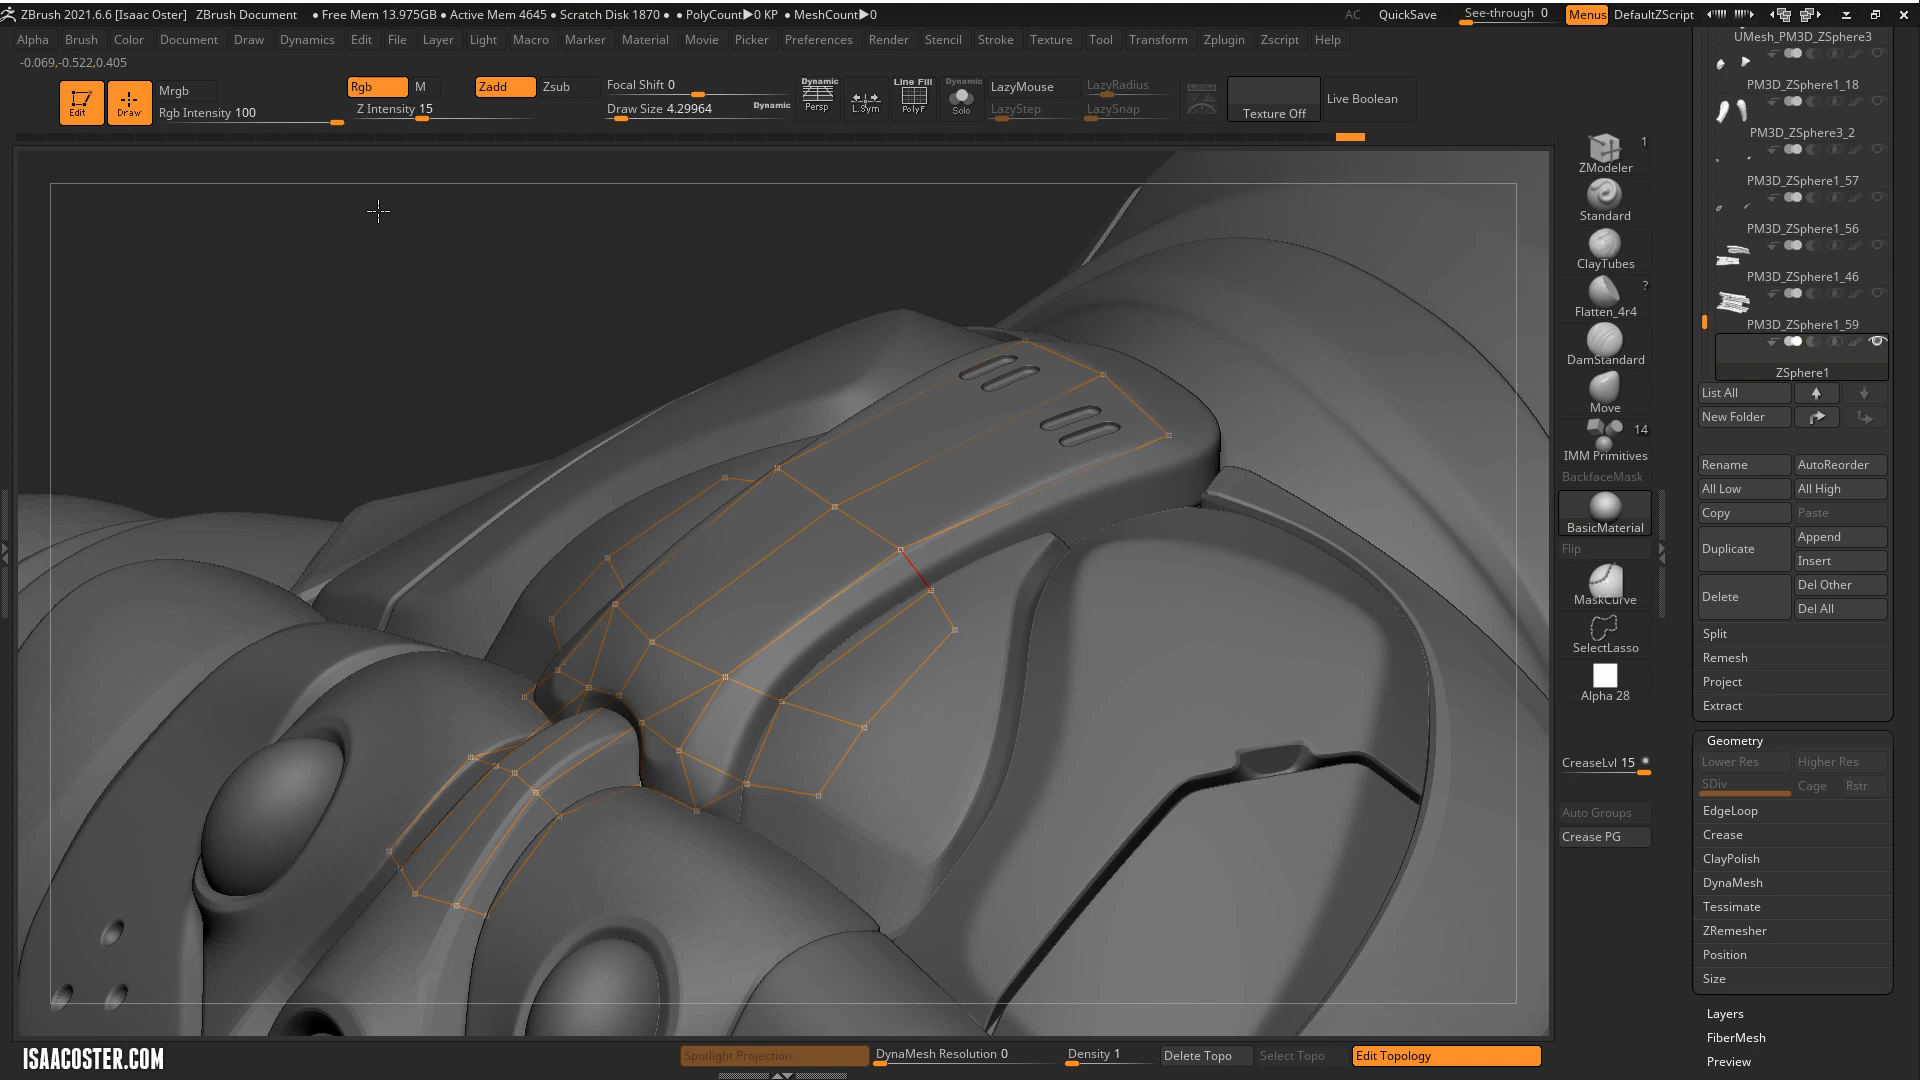 ZBrush 2021.6.6 [Isaac Oster] ZBrush Document • Free Mem 13.975GB • Active Mem 4645 • Scratch Disk 1870 • • PolyCount▶0 KP • MeshCount▶0 AC QuickSave See-through 0 Menus DefaultZScript
Alpha Brush Color Document Draw Dynamics Edit File Layer Light Macro Marker Material Movie Picker Preferences Render Stencil Stroke Texture Tool Transform Zplugin Zscript Help
-0.069,-0.522,0.405
Edit
Draw
Mrgb
Rgb Intensity 100
Rgb M
Z Intensity 15
Zadd Zsub
Focal Shift 0
Draw Size 4.29964 Dynamic
Dynamic
Persp
L.Sym
Line Fill
PolyF
Dynamic
Solo
LazyMouse LazyRadius
LazyStep LazySnap
Texture Off
Live Boolean
1
ZModeler
Standard
ClayTubes
?
Flatten_4r4
DamStandard
Move
14
IMM Primitives
BackfaceMask
BasicMaterial
Flip
MaskCurve
SelectLasso
Alpha 28
CreaseLvl 15
Auto Groups
Crease PG
UMesh_PM3D_ZSphere3
PM3D_ZSphere1_18
PM3D_ZSphere3_2
PM3D_ZSphere1_57
PM3D_ZSphere1_56
PM3D_ZSphere1_46
PM3D_ZSphere1_59
ZSphere1
List All
New Folder
Rename AutoReorder
All Low All High
Copy Paste
Duplicate Append
Insert
Delete Del Other
Del All
Split
Remesh
Project
Extract
Geometry
Lower Res Higher Res
SDiv Cage Rstr
EdgeLoop
Crease
ClayPolish
DynaMesh
Tessimate
ZRemesher
Position
Size
Layers
FiberMesh
Preview
ISAACOSTER.COM
Spotlight Projection DynaMesh Resolution 0 Density 1 Delete Topo Select Topo Edit Topology